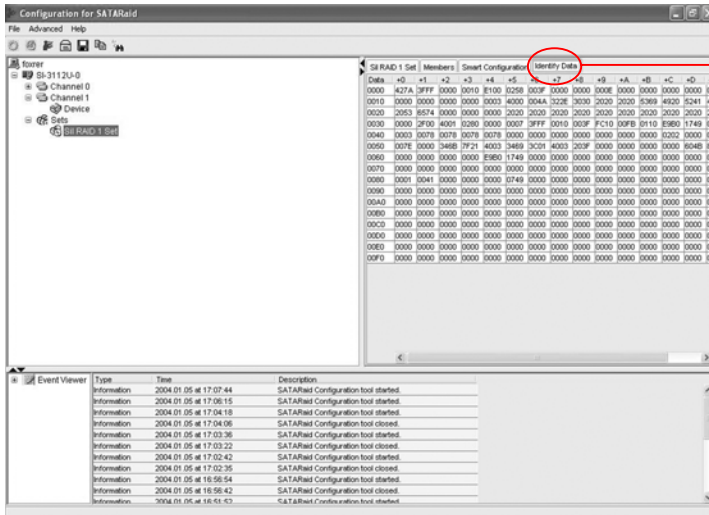 Configuration for SATARaid
File Advanced Help
foxrer
SI-3112U-0
Channel 0
Channel 1
Device
Sets
SII RAID 1 Set
SII RAID 1 Set Members Smart Configuration Identify Data
Data +0 +1 +2 +3 +4 +5 +7 +8 +9 +A +B +C +D
0000 427A 3FFF 0000 0010 E100 0258 003F 0000 0000 000E 0000 0000 0000 0000
0010 0000 0000 0000 0000 0003 4000 004A 322E 3030 2020 2020 5369 4920 5241
0020 2053 6574 0000 0000 0000 2020 2020 2020 2020 2020 2020 2020 2020 2020
0030 0000 2F00 4001 0280 0000 0007 3FFF 0010 003F FC10 00FB 0110 E9B0 1749
0040 0003 0078 0078 0078 0078 0000 0000 0000 0000 0000 0000 0000 0202 0000
0050 007E 0000 346B 7F21 4003 3469 3C01 4003 203F 0000 0000 0000 0000 604B
0060 0000 0000 0000 0000 E9B0 1749 0000 0000 0000 0000 0000 0000 0000 0000
0070 0000 0000 0000 0000 0000 0000 0000 0000 0000 0000 0000 0000 0000 0000
0080 0001 0041 0000 0000 0000 0749 0000 0000 0000 0000 0000 0000 0000 0000
0090 0000 0000 0000 0000 0000 0000 0000 0000 0000 0000 0000 0000 0000 0000
00A0 0000 0000 0000 0000 0000 0000 0000 0000 0000 0000 0000 0000 0000 0000
00B0 0000 0000 0000 0000 0000 0000 0000 0000 0000 0000 0000 0000 0000 0000
00C0 0000 0000 0000 0000 0000 0000 0000 0000 0000 0000 0000 0000 0000 0000
00D0 0000 0000 0000 0000 0000 0000 0000 0000 0000 0000 0000 0000 0000 0000
00E0 0000 0000 0000 0000 0000 0000 0000 0000 0000 0000 0000 0000 0000 0000
00F0 0000 0000 0000 0000 0000 0000 0000 0000 0000 0000 0000 0000 0000 0000
Event Viewer
Type Time Description
Information 2004.01.05 at 17:07:44 SATARaid Configuration tool started.
Information 2004.01.05 at 17:06:15 SATARaid Configuration tool started.
Information 2004.01.05 at 17:04:18 SATARaid Configuration tool started.
Information 2004.01.05 at 17:04:06 SATARaid Configuration tool closed.
Information 2004.01.05 at 17:03:36 SATARaid Configuration tool started.
Information 2004.01.05 at 17:03:22 SATARaid Configuration tool closed.
Information 2004.01.05 at 17:02:42 SATARaid Configuration tool started.
Information 2004.01.05 at 17:02:35 SATARaid Configuration tool closed.
Information 2004.01.05 at 16:56:54 SATARaid Configuration tool started.
Information 2004.01.05 at 16:56:42 SATARaid Configuration tool closed.
Information 2004.01.05 at 16:51:52 SATARaid Configuration tool started.